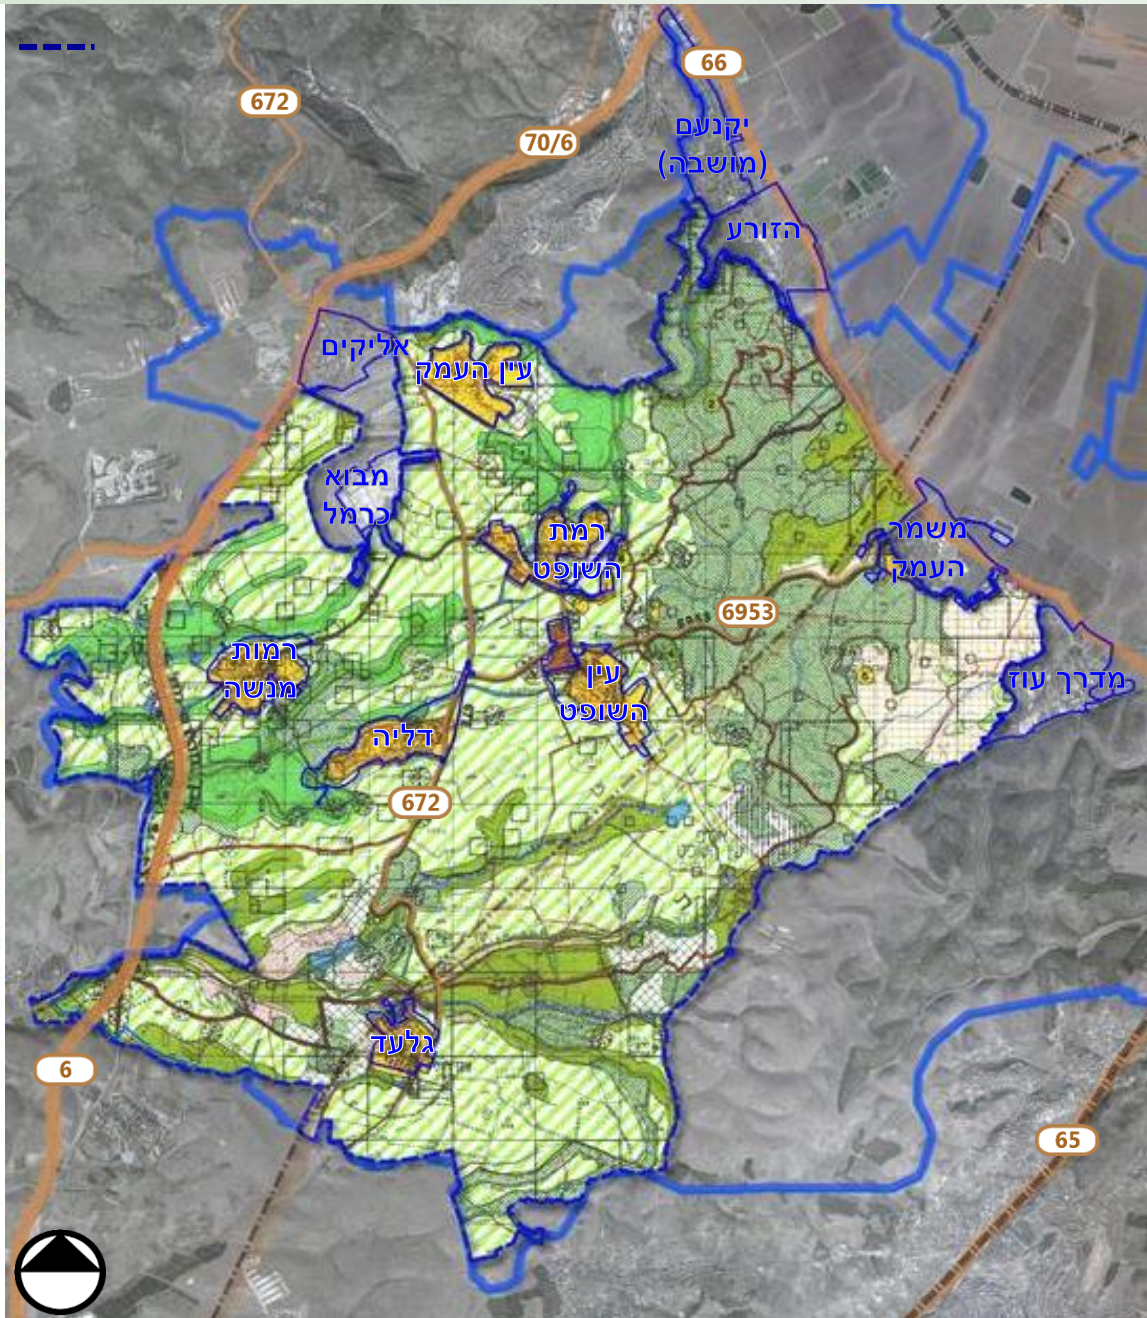 66
672
יקנעם
70/6
(מושבה)
הזורע
אליקים
עין העמק
מבוא
כרמל
רמת
השופט
משמר
העמק
6953
רמות
מנשה
עין
השופט
מדרך עוז
דליה
672
גלעד
6
65